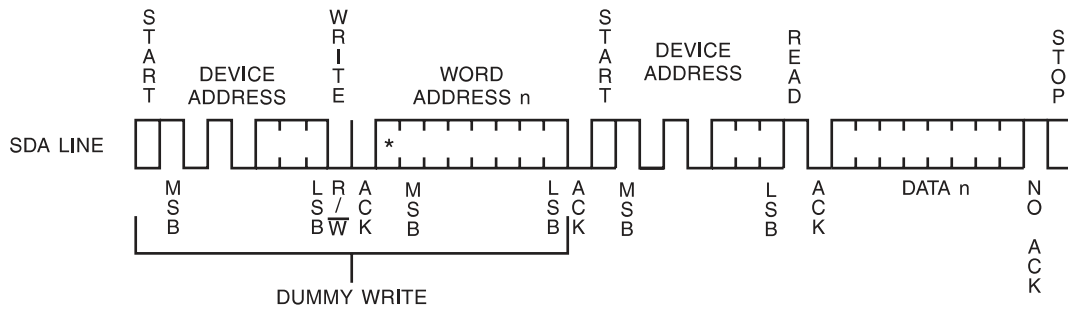 START
WRITE
START
READ
STOP
DEVICE
ADDRESS
WORD
ADDRESS n
DEVICE
ADDRESS
SDA LINE
*
MSB
LSB
R/W
ACK
MSB
LSB
ACK
MSB
LSB
ACK
DATA n
NO ACK
DUMMY WRITE